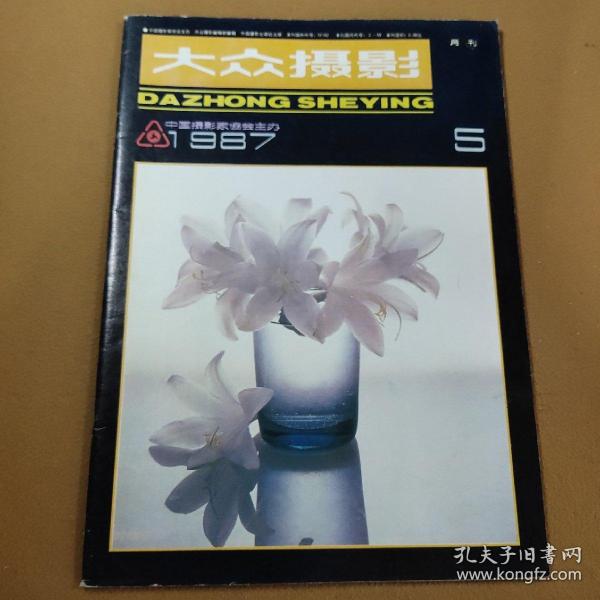 月刊
大众摄影
DAZHONG SHEYING
中国摄影家协会主办
1987 5
孔夫子旧书网
www.kongfz.com